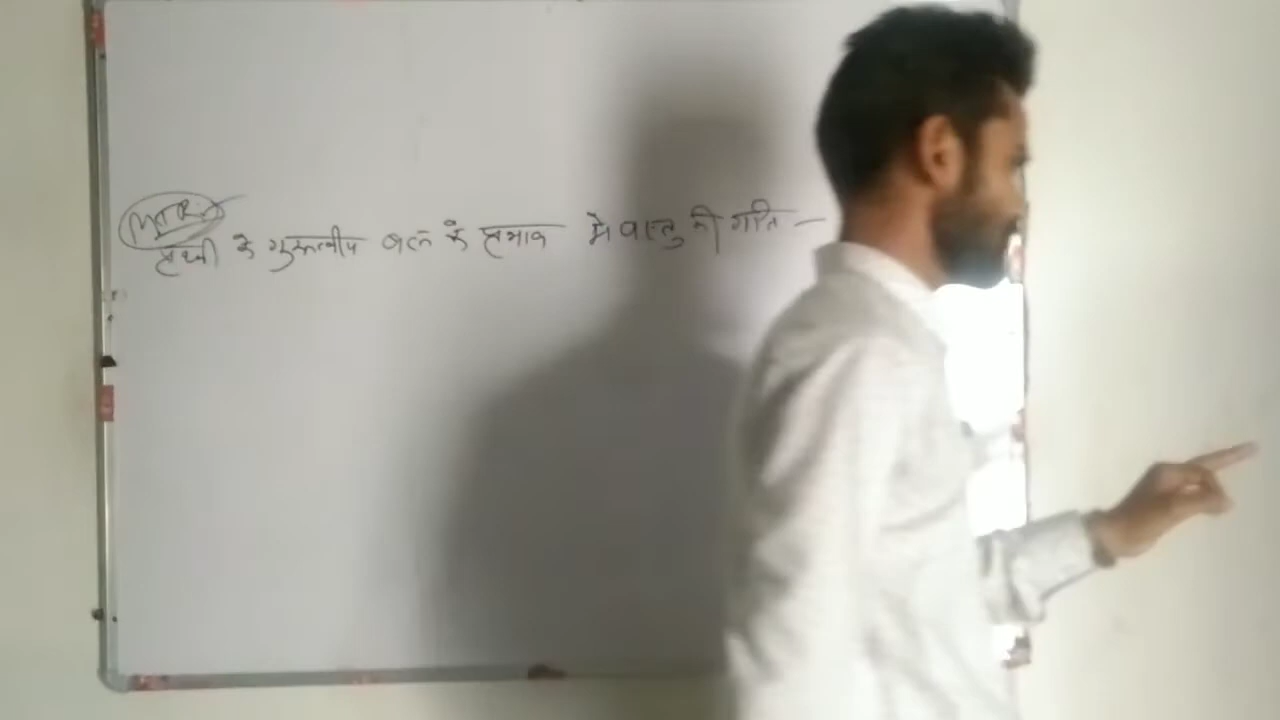 पृथ्वी के गुरूत्वीय बल के प्रभाव मे वस्तु की गति —